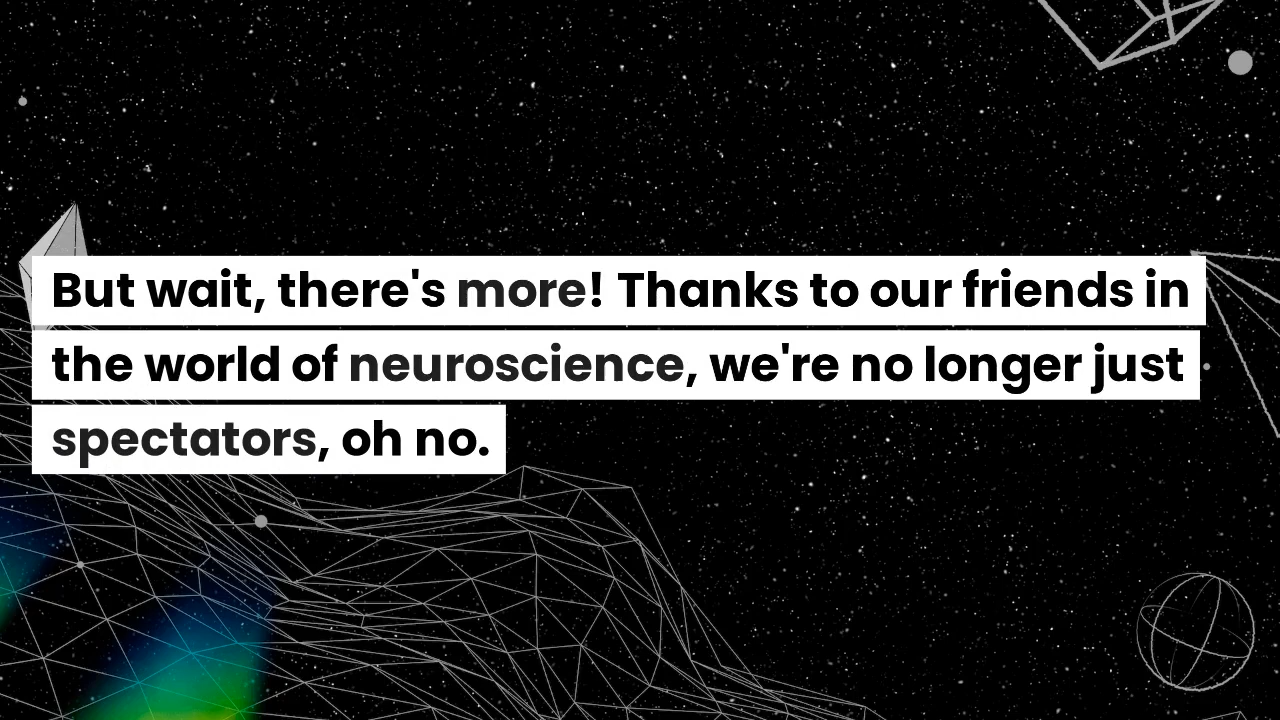 But wait, there's more! Thanks to our friends in
the world of neuroscience, we're no longer just
spectators, oh no.